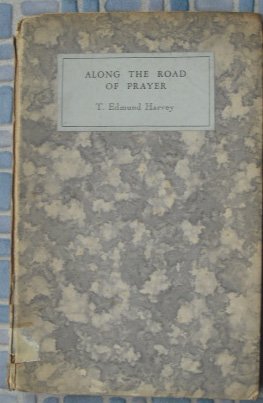 ALONG THE ROAD
OF PRAYER
T. Edmund Harvey